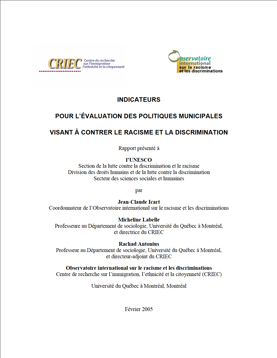 CRIEC
Centre de recherche
sur l'immigration
l'ethnicité et la citoyenneté
Observatoire
international
sur le racisme
et les discriminations
INDICATEURS
POUR L'ÉVALUATION DES POLITIQUES MUNICIPALES
VISANT À CONTRER LE RACISME ET LA DISCRIMINATION
Rapport présenté à
l'UNESCO
Section de la lutte contre la discrimination et le racisme
Division des droits humains et de la lutte contre la discrimination
Secteur des sciences sociales et humaines
par
Jean-Claude Icart
Coordonnateur de l'Observatoire international sur le racisme et les discriminations
Micheline Labelle
Professeure au Département de sociologie, Université du Québec à Montréal,
et directrice du CRIEC
Rachad Antonius
Professeur au Département de sociologie, Université du Québec à Montréal,
et directeur-adjoint du CRIEC
Observatoire international sur le racisme et les discriminations
Centre de recherche sur l'immigration, l'ethnicité et la citoyenneté (CRIEC)
Université du Québec à Montréal, Montréal
Février 2005